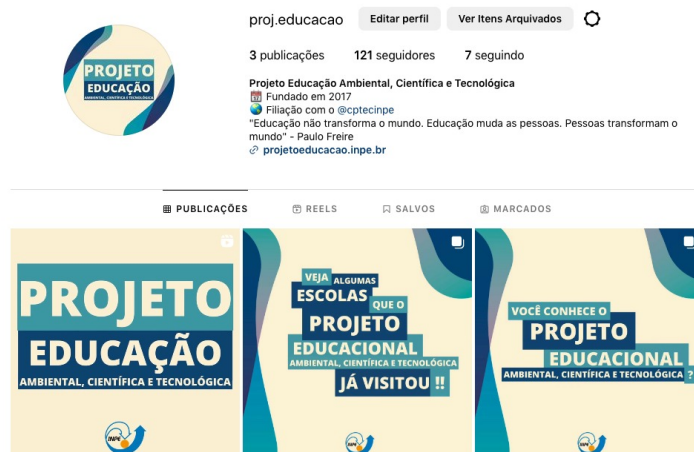 proj.educacao Editar perfil Ver Itens Arquivados
3 publicações 121 seguidores 7 seguindo
Projeto Educação Ambiental, Científica e Tecnológica
Fundado em 2017
Filiação com o @cptecinpe
"Educação não transforma o mundo. Educação muda as pessoas. Pessoas transformam o
mundo" - Paulo Freire
projetoeducacao.inpe.br
PROJETO
EDUCAÇÃO
AMBIENTAL, CIENTÍFICA E TECNOLÓGICA
PUBLICAÇÕES REELS SALVOS MARCADOS
PROJETO
EDUCAÇÃO
AMBIENTAL, CIENTÍFICA E TECNOLÓGICA
INPE
VEJA ALGUMAS
ESCOLAS QUE O
PROJETO
EDUCACIONAL
AMBIENTAL, CIENTÍFICA E TECNOLÓGICA
JÁ VISITOU !!
INPE
VOCÊ CONHECE O
PROJETO
EDUCACIONAL
AMBIENTAL, CIENTÍFICA E TECNOLÓGICA ?
INPE